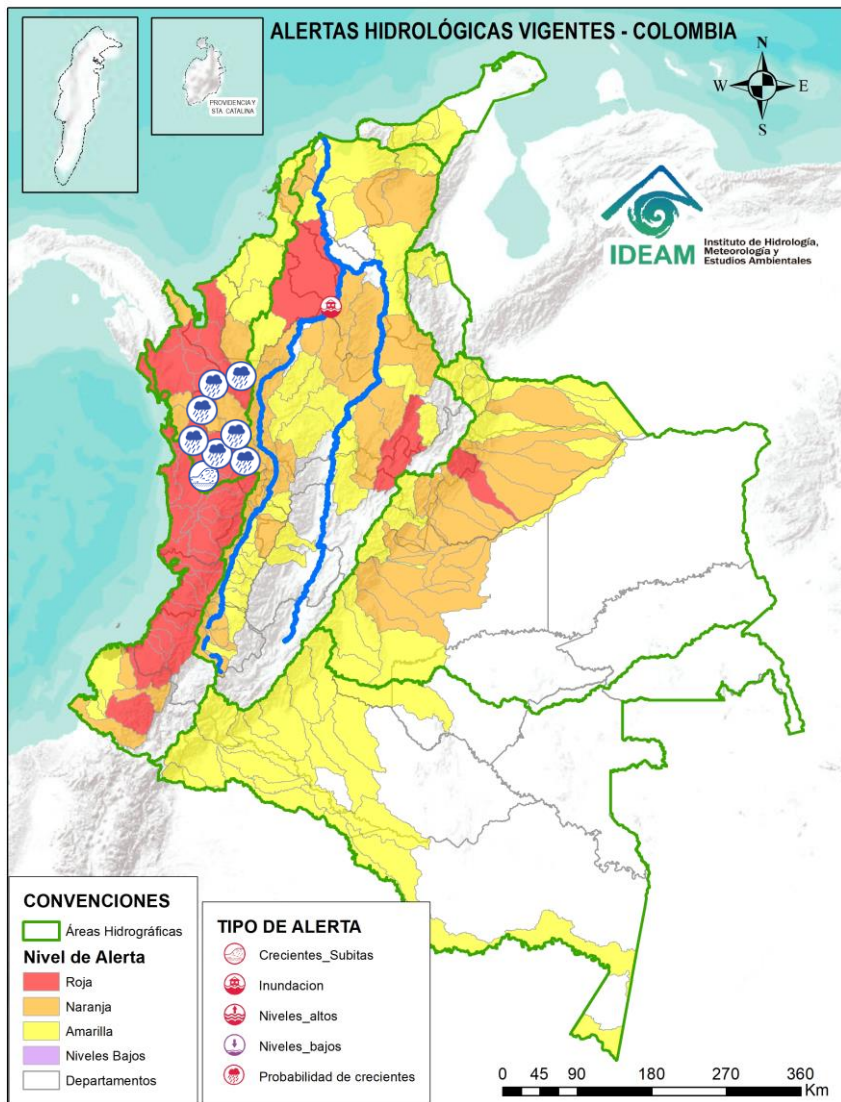 ALERTAS HIDROLÓGICAS VIGENTES - COLOMBIA
PROVIDENCIA Y
STA. CATALINA
N
W
E
S
IDEAM
Instituto de Hidrología,
Meteorología y
Estudios Ambientales
CONVENCIONES
Áreas Hidrográficas
Nivel de Alerta
Roja
Naranja
Amarilla
Niveles Bajos
Departamentos
TIPO DE ALERTA
Crecientes_Subitas
Inundacion
Niveles_altos
Niveles_bajos
Probabilidad de crecientes
0 45 90 180 270 360
Km